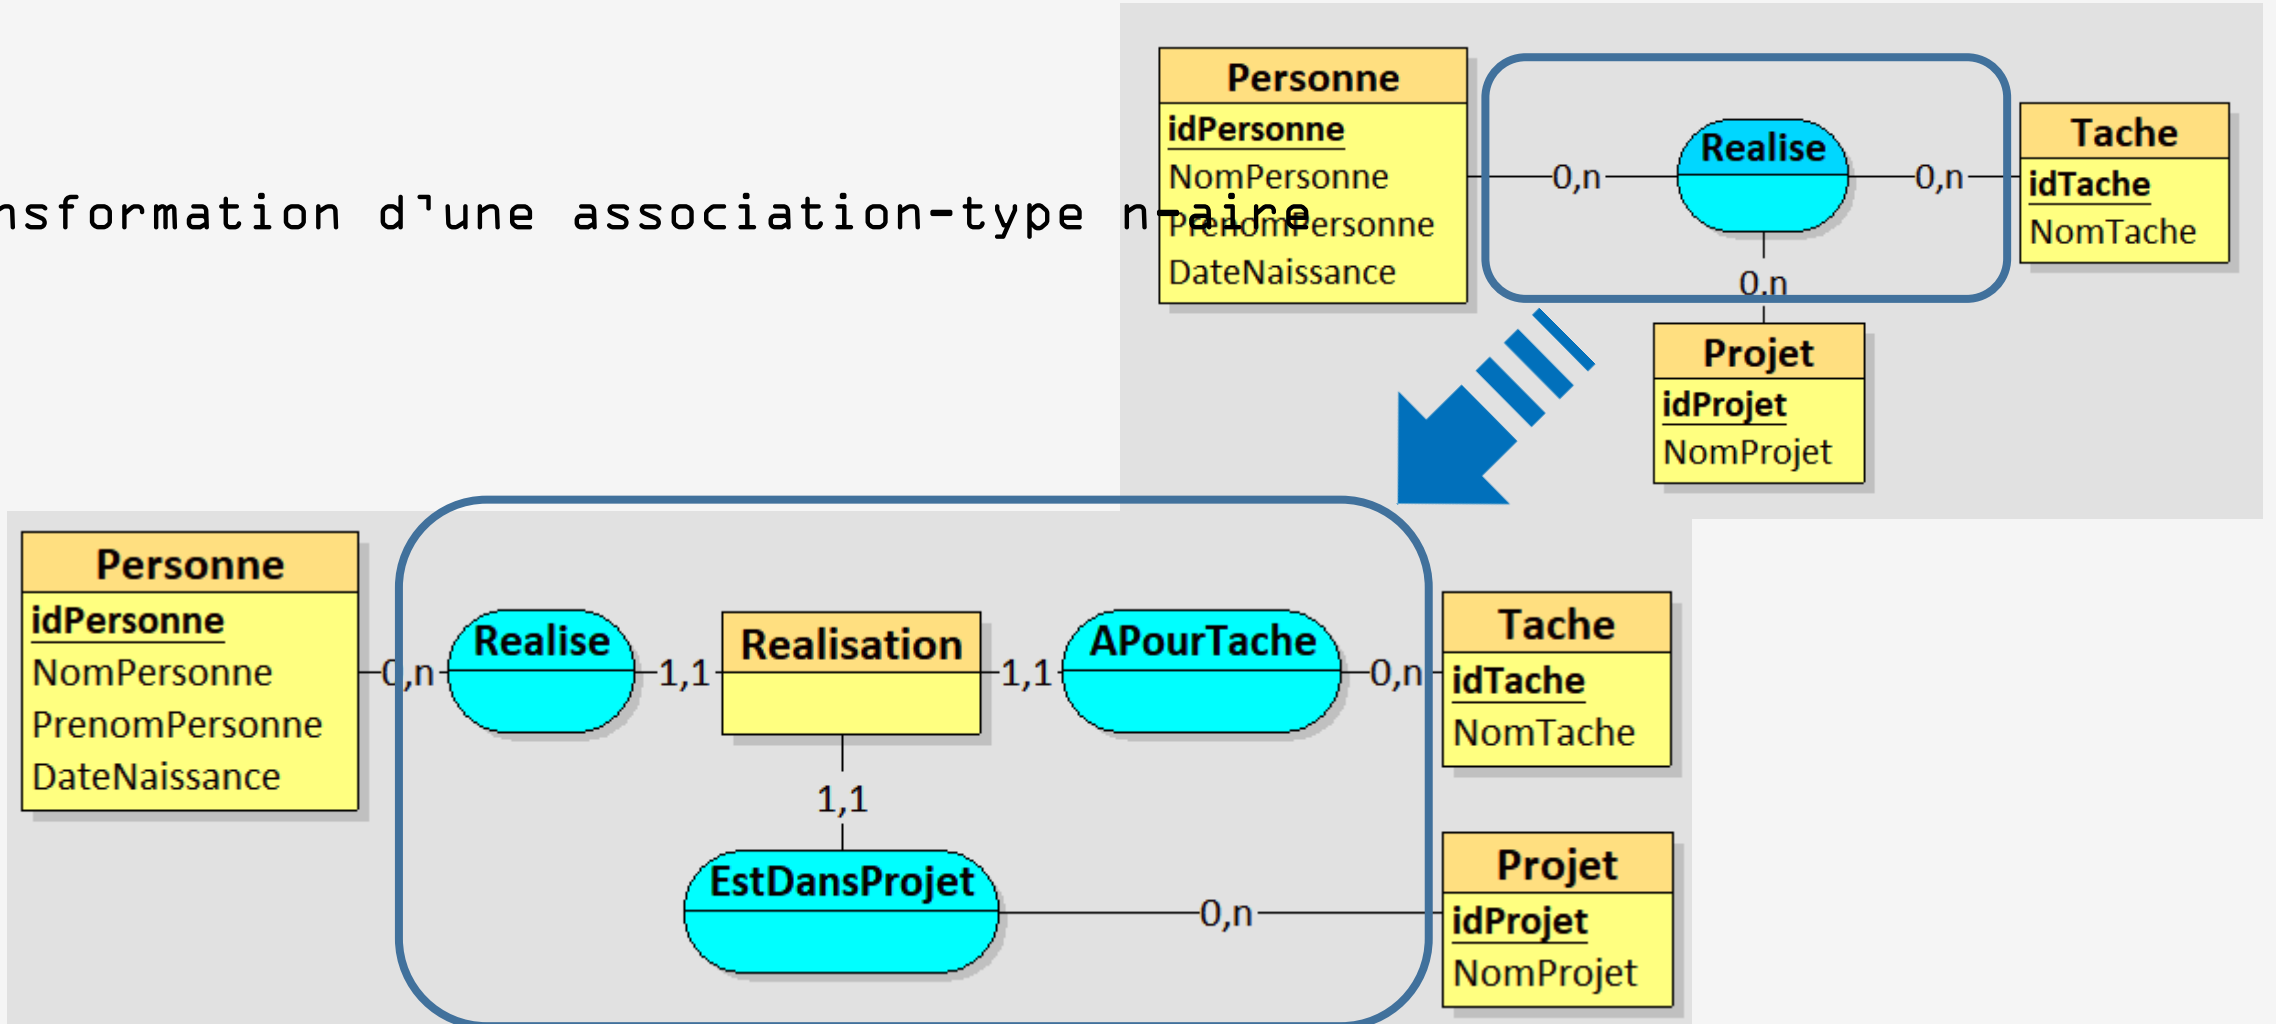 nsformation d'une association-type n-aire
Personne
idPersonne
NomPersonne
PrenomPersonne
DateNaissance
0,n
Realise
0,n
Tache
idTache
NomTache
0,n
Projet
idProjet
NomProjet
Personne
idPersonne
NomPersonne
PrenomPersonne
DateNaissance
0,n
Realise
1,1
Realisation
1,1
APourTache
0,n
Tache
idTache
NomTache
1,1
EstDansProjet
0,n
Projet
idProjet
NomProjet